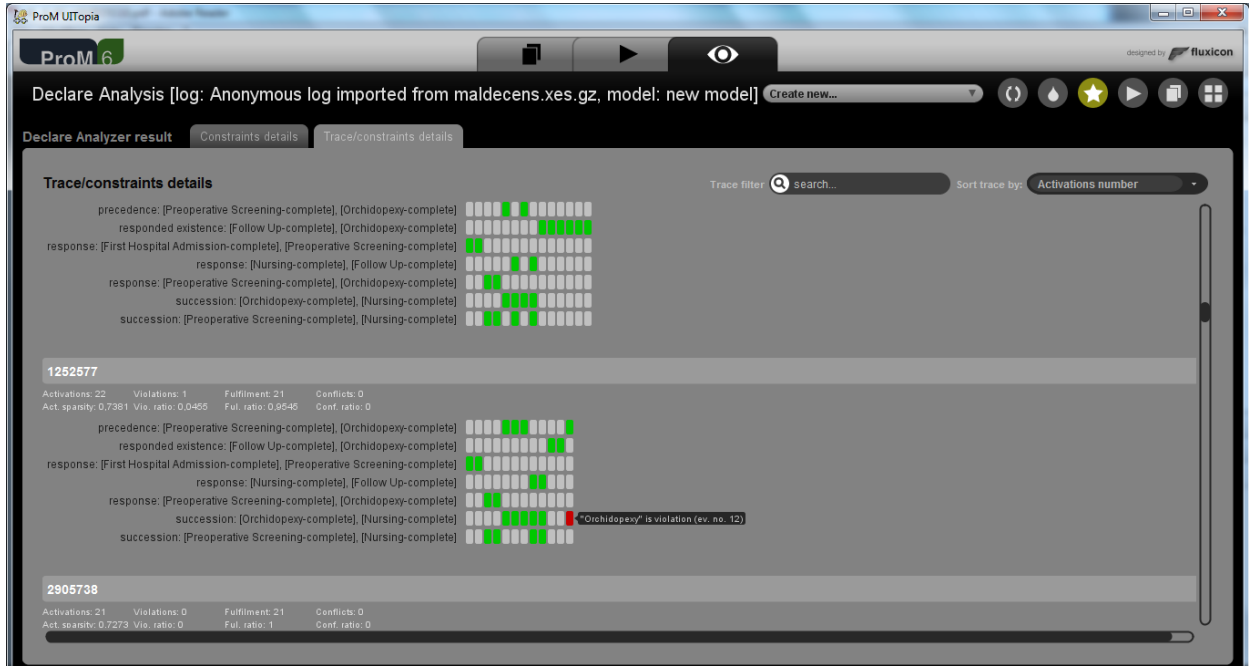 ProM UITopia
ProM 6
designed by fluxicon
Declare Analysis [log: Anonymous log imported from maldecens.xes.gz, model: new model] Create new...
Declare Analyzer result Constraints details Trace/constraints details
Trace/constraints details Trace filter search... Sort trace by: Activations number
precedence: [Preoperative Screening-complete], [Orchidopexy-complete]
responded existence: [Follow Up-complete], [Orchidopexy-complete]
response: [First Hospital Admission-complete], [Preoperative Screening-complete]
response: [Nursing-complete], [Follow Up-complete]
response: [Preoperative Screening-complete], [Orchidopexy-complete]
succession: [Orchidopexy-complete], [Nursing-complete]
succession: [Preoperative Screening-complete], [Nursing-complete]
1252577
Activations: 22 Violations: 1 Fulfilment: 21 Conflicts: 0
Act. sparsity: 0,7381 Vio. ratio: 0,0455 Ful. ratio: 0,9545 Conf. ratio: 0
precedence: [Preoperative Screening-complete], [Orchidopexy-complete]
responded existence: [Follow Up-complete], [Orchidopexy-complete]
response: [First Hospital Admission-complete], [Preoperative Screening-complete]
response: [Nursing-complete], [Follow Up-complete]
response: [Preoperative Screening-complete], [Orchidopexy-complete]
succession: [Orchidopexy-complete], [Nursing-complete] "Orchidopexy" is violation (ev. no. 12)
succession: [Preoperative Screening-complete], [Nursing-complete]
2905738
Activations: 21 Violations: 0 Fulfilment: 21 Conflicts: 0
Act. sparsity: 0,7273 Vio. ratio: 0 Ful. ratio: 1 Conf. ratio: 0